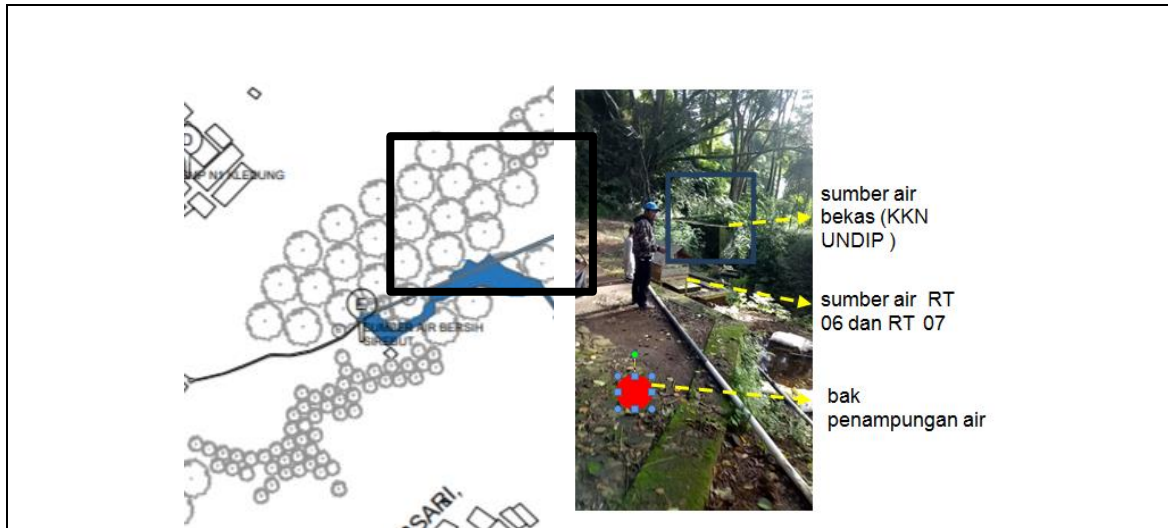 D
SMP N1 KLEDUNG
E
SUMBER AIR BERSIH
SIREBUT
SARI,
sumber air
bekas (KKN
UNDIP )
sumber air RT
06 dan RT 07
bak
penampungan air